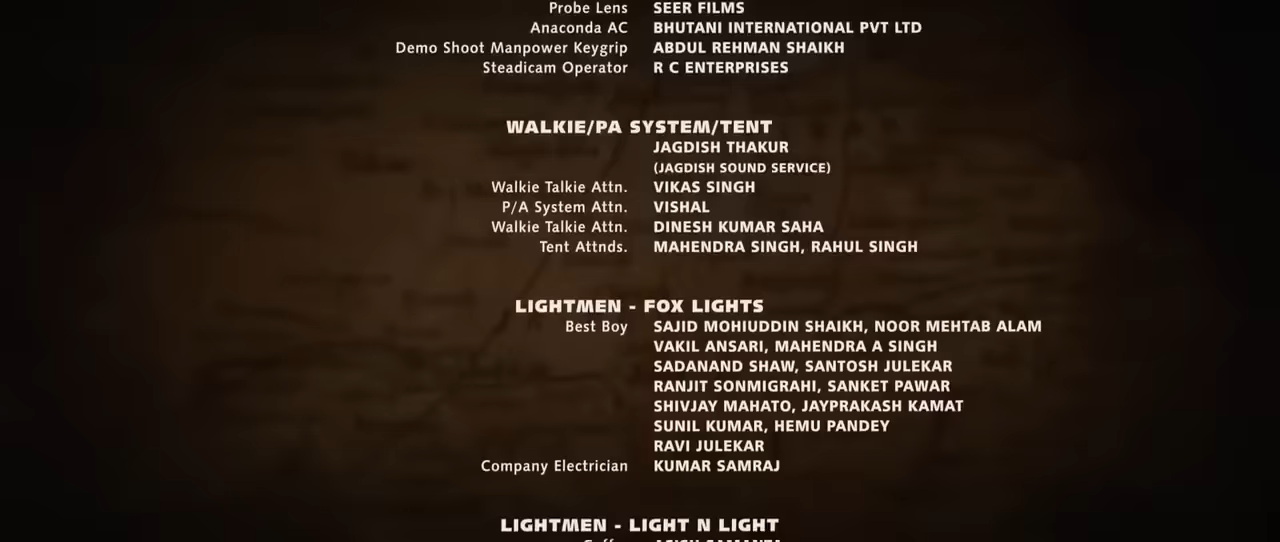 Probe Lens SEER FILMS
Anaconda AC BHUTANI INTERNATIONAL PVT LTD
Demo Shoot Manpower Keygrip ABDUL REHMAN SHAIKH
Steadicam Operator R C ENTERPRISES
WALKIE/PA SYSTEM/TENT
JAGDISH THAKUR
(JAGDISH SOUND SERVICE)
Walkie Talkie Attn. VIKAS SINGH
P/A System Attn. VISHAL
Walkie Talkie Attn. DINESH KUMAR SAHA
Tent Attnds. MAHENDRA SINGH, RAHUL SINGH
LIGHTMEN - FOX LIGHTS
Best Boy SAJID MOHIUDDIN SHAIKH, NOOR MEHTAB ALAM
VAKIL ANSARI, MAHENDRA A SINGH
SADANAND SHAW, SANTOSH JULEKAR
RANJIT SONMIGRAHI, SANKET PAWAR
SHIVJAY MAHATO, JAYPRAKASH KAMAT
SUNIL KUMAR, HEMU PANDEY
RAVI JULEKAR
Company Electrician KUMAR SAMRAJ
LIGHTMEN - LIGHT N LIGHT